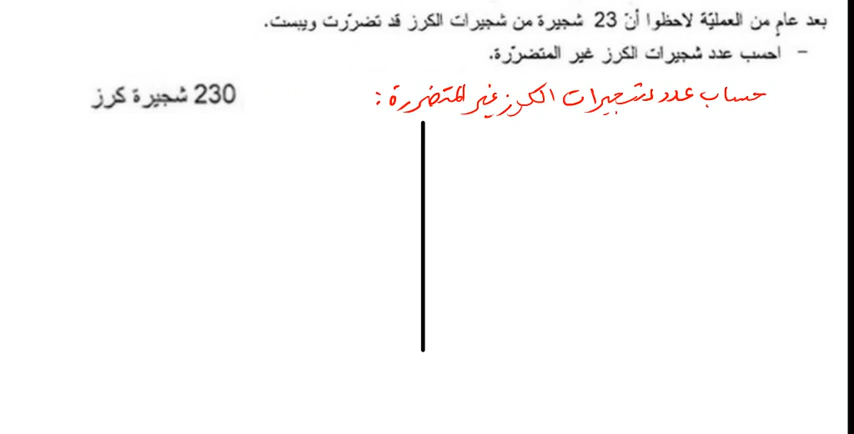 بعد عامٍ من العمليّة لاحظوا أنّ 23 شجيرة من شجيرات الكرز قد تضرّرت ويبست.
– احسب عدد شجيرات الكرز غير المتضرّرة.
حساب عدد شجيرات الكرز غير المتضررة :
230 شجيرة كرز